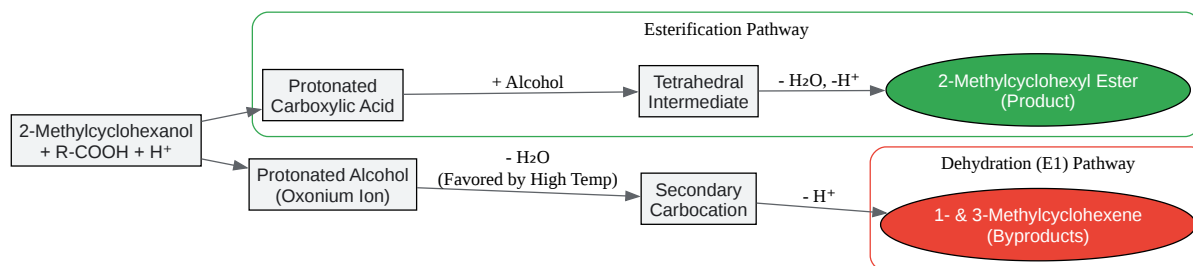 Esterification Pathway
2-Methylcyclohexanol
+ R-COOH + H⁺
Protonated
Carboxylic Acid
+ Alcohol
Tetrahedral
Intermediate
- H₂O, -H⁺
2-Methylcyclohexyl Ester
(Product)
Protonated Alcohol
(Oxonium Ion)
- H₂O
(Favored by High Temp)
Secondary
Carbocation
- H⁺
Dehydration (E1) Pathway
1- & 3-Methylcyclohexene
(Byproducts)